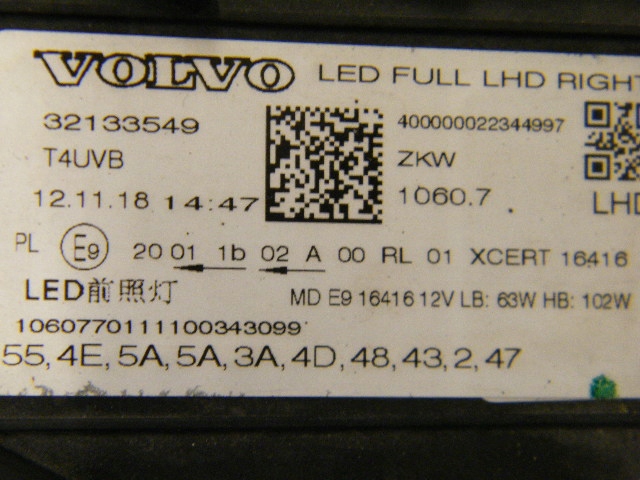 VOLVO LED FULL LHD RIGHT
32133549 400000022344997
T4UVB ZKW
12.11.18 14:47 1060.7 LHD
PL E9 20 01 1b 02 A 00 RL 01 XCERT 16416
LED前照灯 MD E9 16416 12V LB: 63W HB: 102W
1060770111100343099
55,4E,5A,5A,3A,4D,48,43,2,47